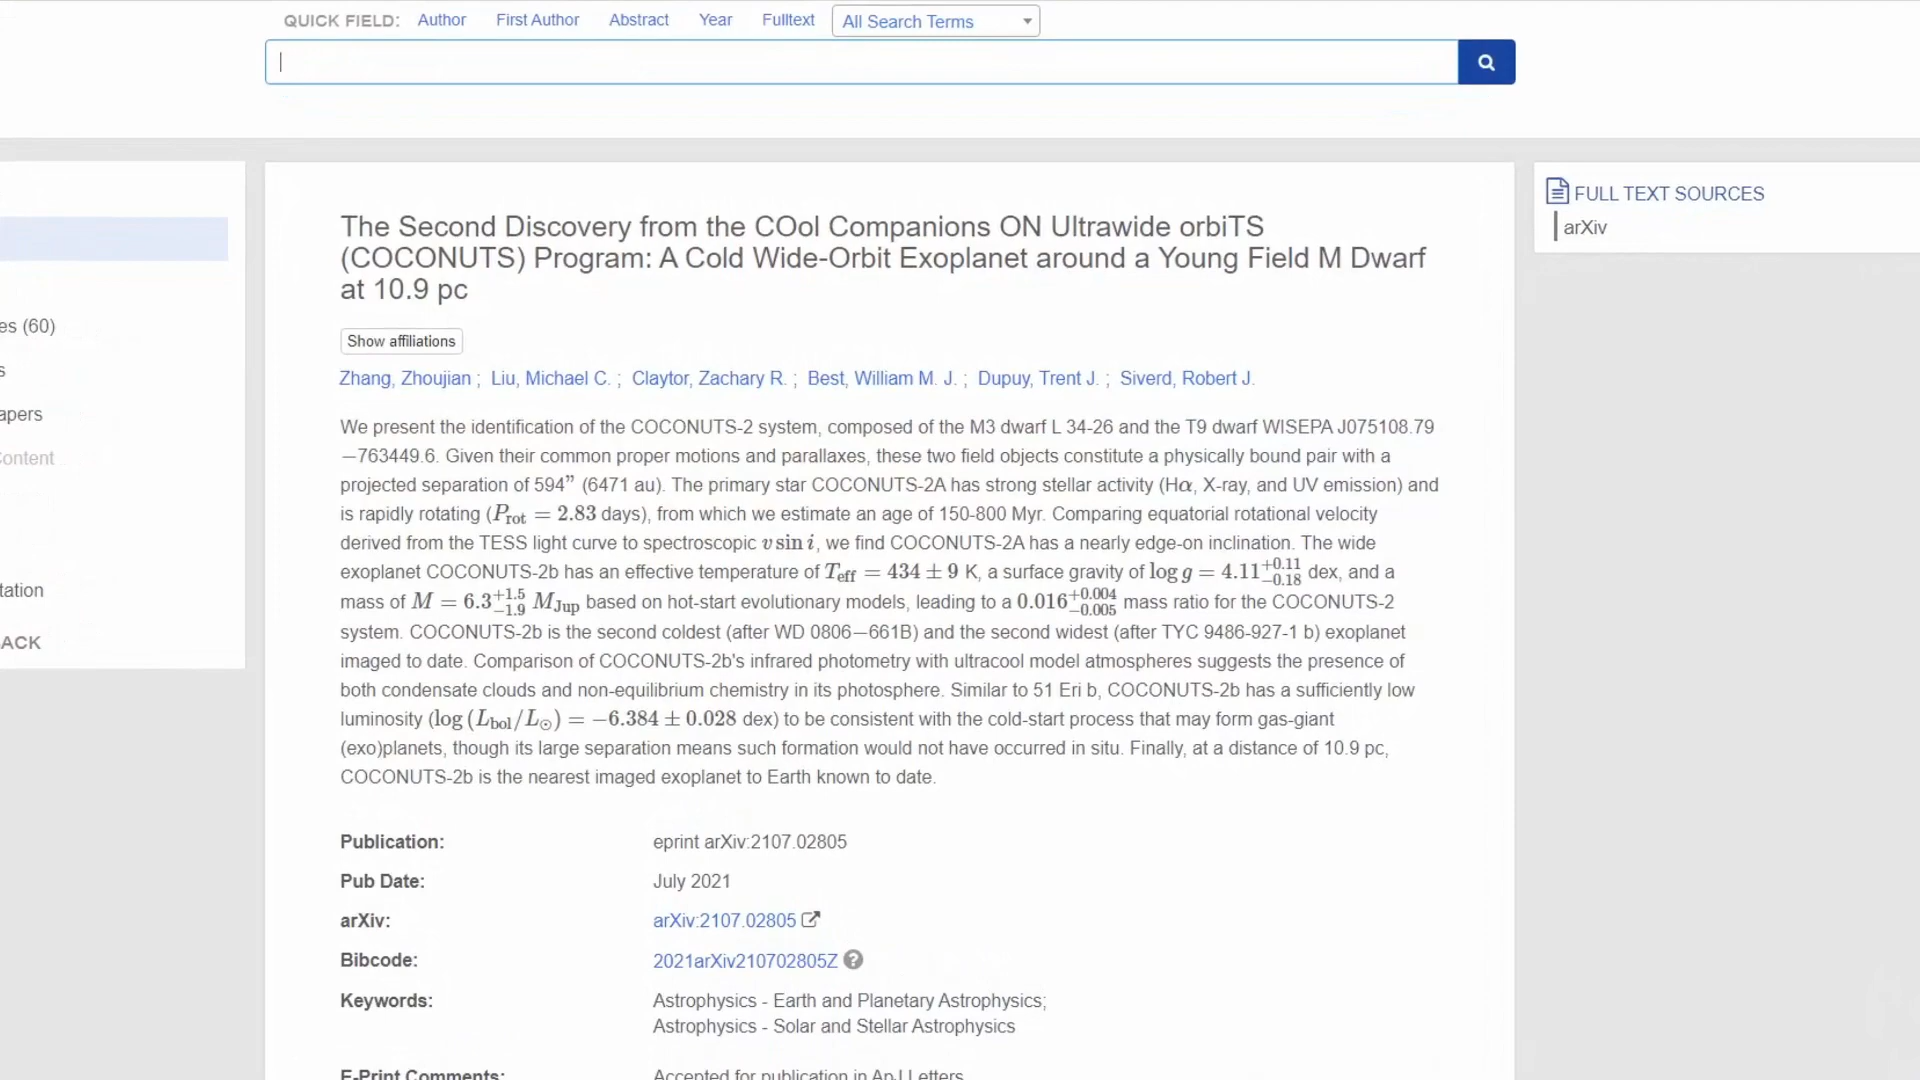 QUICK FIELD: Author First Author Abstract Year Fulltext All Search Terms
FULL TEXT SOURCES
arXiv
The Second Discovery from the COol Companions ON Ultrawide orbiTS
(COCONUTS) Program: A Cold Wide-Orbit Exoplanet around a Young Field M Dwarf
at 10.9 pc
es (60)
Show affiliations
s
Zhang, Zhoujian ; Liu, Michael C. ; Claytor, Zachary R. ; Best, William M. J. ; Dupuy, Trent J. ; Siverd, Robert J.
apers
We present the identification of the COCONUTS-2 system, composed of the M3 dwarf L 34-26 and the T9 dwarf WISEPA J075108.79
−763449.6. Given their common proper motions and parallaxes, these two field objects constitute a physically bound pair with a
ontent
projected separation of 594” (6471 au). The primary star COCONUTS-2A has strong stellar activity (Hα, X-ray, and UV emission) and
is rapidly rotating (P_rot = 2.83 days), from which we estimate an age of 150-800 Myr. Comparing equatorial rotational velocity
derived from the TESS light curve to spectroscopic v sin i, we find COCONUTS-2A has a nearly edge-on inclination. The wide
exoplanet COCONUTS-2b has an effective temperature of T_eff = 434 ± 9 K, a surface gravity of log g = 4.11^{+0.11}_{−0.18} dex, and a
tation
mass of M = 6.3^{+1.5}_{−1.9} M_Jup based on hot-start evolutionary models, leading to a 0.016^{+0.004}_{−0.005} mass ratio for the COCONUTS-2
system. COCONUTS-2b is the second coldest (after WD 0806−661B) and the second widest (after TYC 9486-927-1 b) exoplanet
ACK
imaged to date. Comparison of COCONUTS-2b's infrared photometry with ultracool model atmospheres suggests the presence of
both condensate clouds and non-equilibrium chemistry in its photosphere. Similar to 51 Eri b, COCONUTS-2b has a sufficiently low
luminosity (log (L_bol/L_⊙) = −6.384 ± 0.028 dex) to be consistent with the cold-start process that may form gas-giant
(exo)planets, though its large separation means such formation would not have occurred in situ. Finally, at a distance of 10.9 pc,
COCONUTS-2b is the nearest imaged exoplanet to Earth known to date.
Publication: eprint arXiv:2107.02805
Pub Date: July 2021
arXiv: arXiv:2107.02805
Bibcode: 2021arXiv210702805Z
Keywords: Astrophysics - Earth and Planetary Astrophysics;
Astrophysics - Solar and Stellar Astrophysics
E-Print Comments: Accepted for publication in ApJ Letters